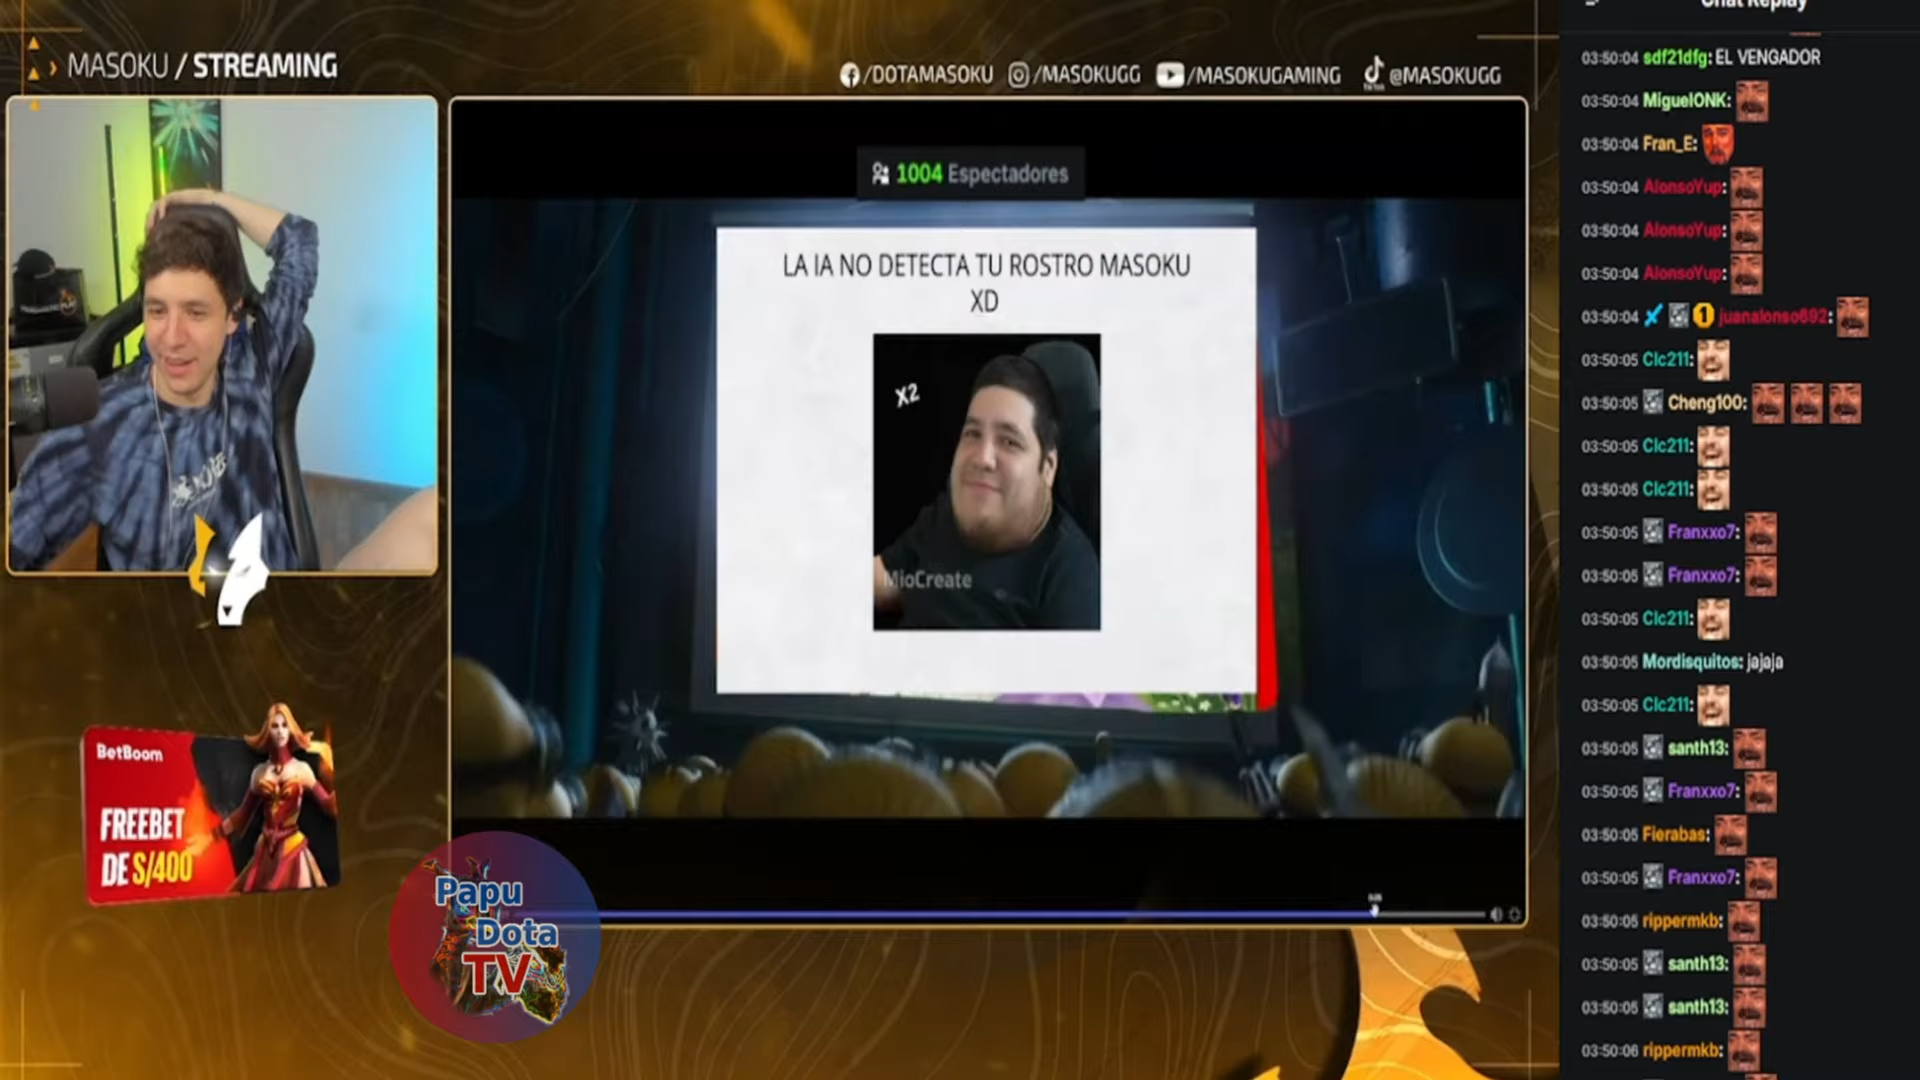 MASOKU / STREAMING
/DOTAMASOKU /MASOKUGG /MASOKUGAMING @MASOKUGG
1004 Espectadores
LA IA NO DETECTA TU ROSTRO MASOKU
XD
X2
MioCreate
BetBoom
FREEBET
DE S/400
Papu
Dota
TV
Chat Replay
03:50:04 sdf21dfg: EL VENGADOR
03:50:04 MiguelONK:
03:50:04 Fran_E:
03:50:04 AlonsoYup:
03:50:04 AlonsoYup:
03:50:04 AlonsoYup:
03:50:04 1 juanalonso692:
03:50:05 Clc211:
03:50:05 Cheng100:
03:50:05 Clc211:
03:50:05 Clc211:
03:50:05 Franxxo7:
03:50:05 Franxxo7:
03:50:05 Clc211:
03:50:05 Mordisquitos: jajaja
03:50:05 Clc211:
03:50:05 santh13:
03:50:05 Franxxo7:
03:50:05 Fierabas:
03:50:05 Franxxo7:
03:50:05 rippermkb:
03:50:05 santh13:
03:50:05 santh13:
03:50:06 rippermkb: